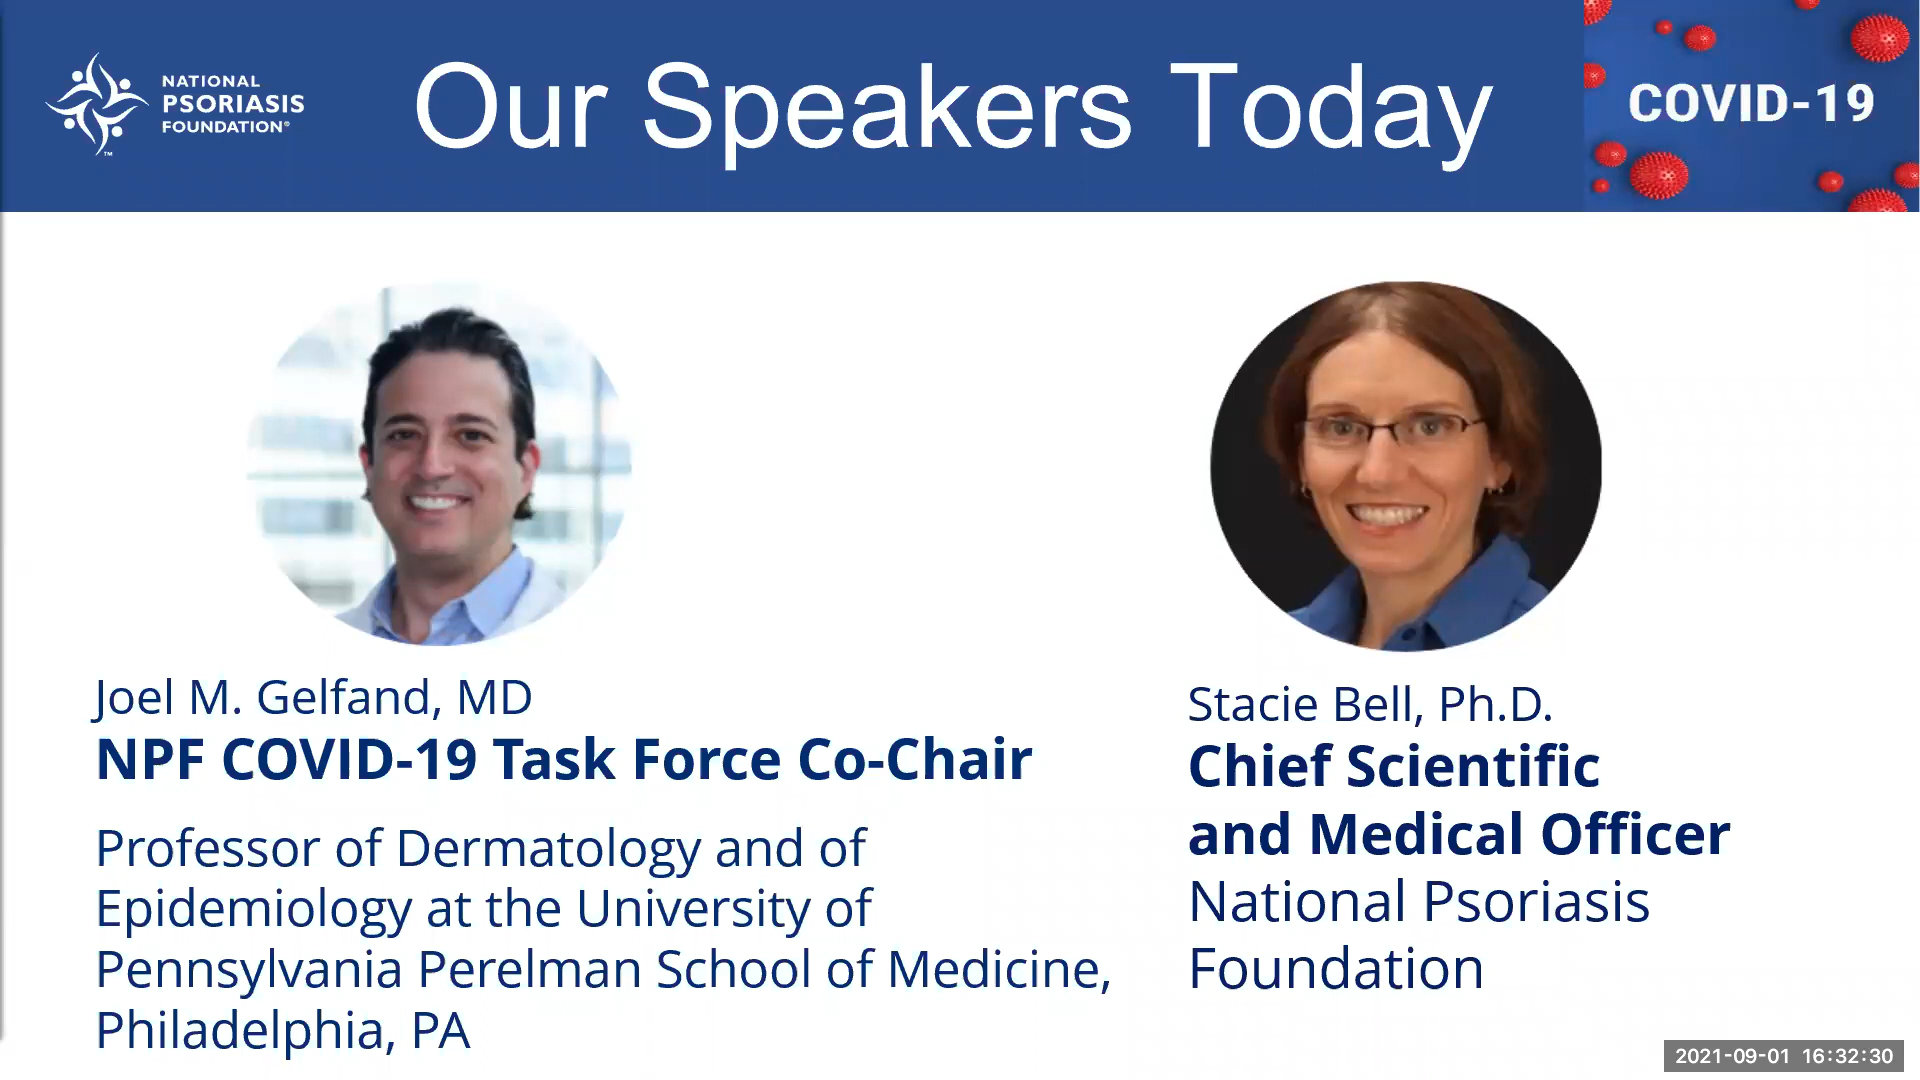 NATIONAL
PSORIASIS
FOUNDATION®
™
Our Speakers Today
COVID-19
Joel M. Gelfand, MD
NPF COVID-19 Task Force Co-Chair
Professor of Dermatology and of
Epidemiology at the University of
Pennsylvania Perelman School of Medicine,
Philadelphia, PA
Stacie Bell, Ph.D.
Chief Scientific
and Medical Officer
National Psoriasis
Foundation
2021-09-01 16:32:30